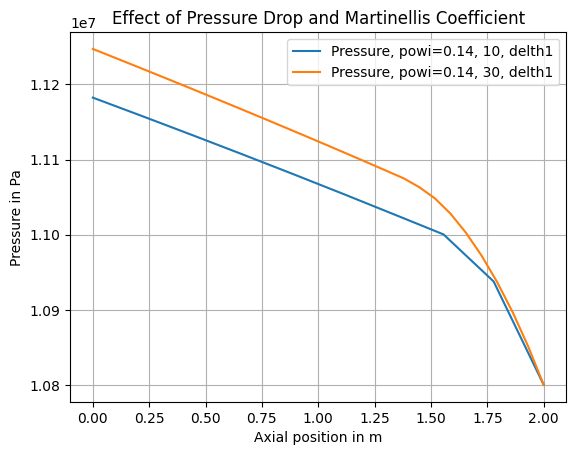 Effect of Pressure Drop and Martinellis Coefficient
1e7
Pressure, powi=0.14, 10, delth1
Pressure, powi=0.14, 30, delth1
1.12
1.11
1.10
1.09
1.08
Pressure in Pa
0.00 0.25 0.50 0.75 1.00 1.25 1.50 1.75 2.00
Axial position in m